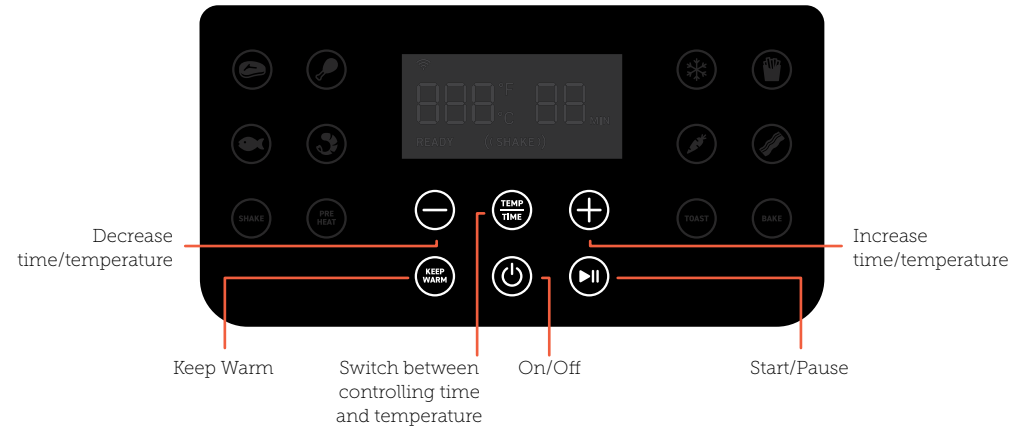 888°F 88
°C MIN
READY ((SHAKE))
SHAKE
PRE
HEAT
TEMP
TIME
TOAST
BAKE
KEEP
WARM
Decrease
time/temperature
Increase
time/temperature
Keep Warm
Switch between
controlling time
and temperature
On/Off
Start/Pause